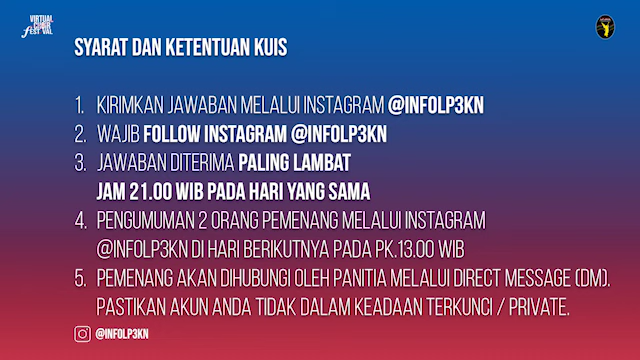 VIRTUAL
CHOIR
FESTIVAL
SYARAT DAN KETENTUAN KUIS
1. KIRIMKAN JAWABAN MELALUI INSTAGRAM @INFOLP3KN
2. WAJIB FOLLOW INSTAGRAM @INFOLP3KN
3. JAWABAN DITERIMA PALING LAMBAT
JAM 21.00 WIB PADA HARI YANG SAMA
4. PENGUMUMAN 2 ORANG PEMENANG MELALUI INSTAGRAM
@INFOLP3KN DI HARI BERIKUTNYA PADA PK.13.00 WIB
5. PEMENANG AKAN DIHUBUNGI OLEH PANITIA MELALUI DIRECT MESSAGE (DM).
PASTIKAN AKUN ANDA TIDAK DALAM KEADAAN TERKUNCI / PRIVATE.
@INFOLP3KN